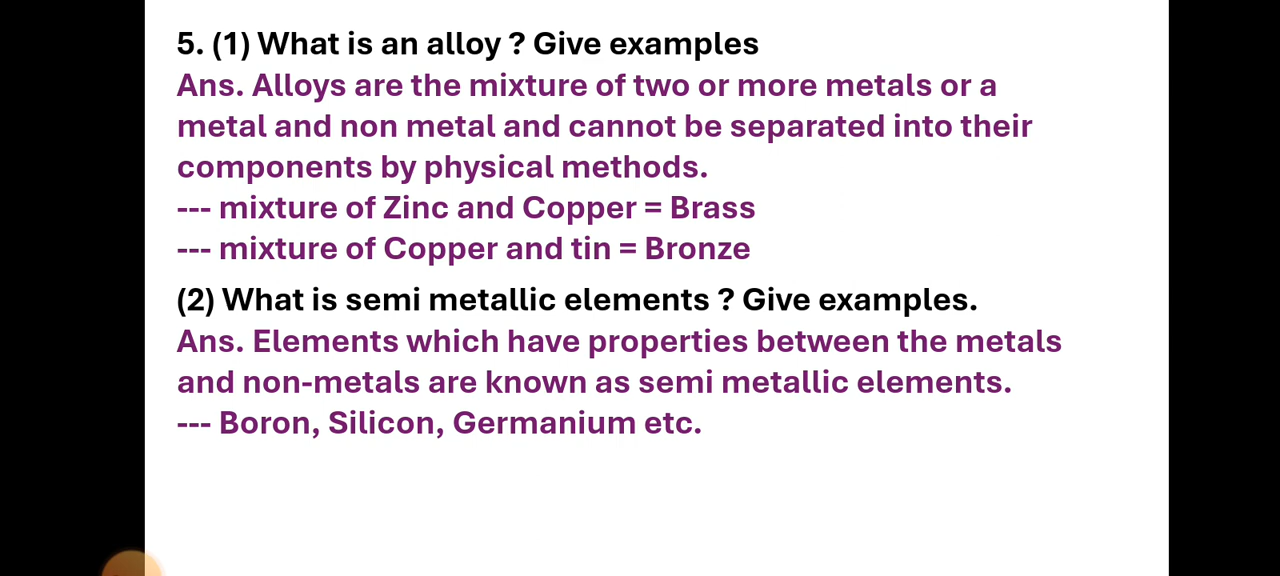 5. (1) What is an alloy ? Give examples
Ans. Alloys are the mixture of two or more metals or a
metal and non metal and cannot be separated into their
components by physical methods.
--- mixture of Zinc and Copper = Brass
--- mixture of Copper and tin = Bronze
(2) What is semi metallic elements ? Give examples.
Ans. Elements which have properties between the metals
and non-metals are known as semi metallic elements.
--- Boron, Silicon, Germanium etc.